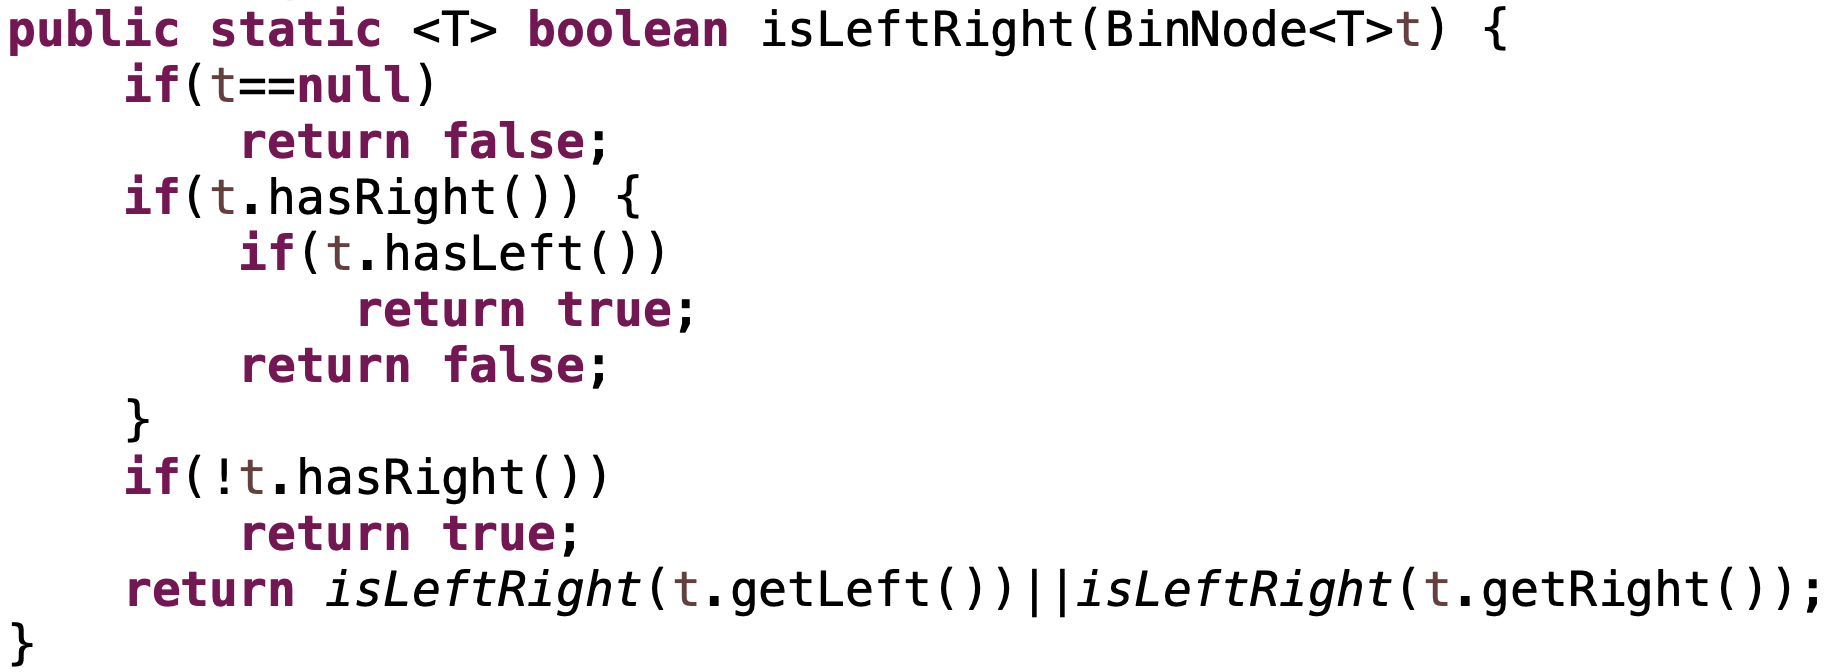 public static <T> boolean isLeftRight(BinNode<T>t) {
    if(t==null)
        return false;
    if(t.hasRight()) {
        if(t.hasLeft())
            return true;
        return false;
    }
    if(!t.hasRight())
        return true;
    return isLeftRight(t.getLeft())||isLeftRight(t.getRight());
}